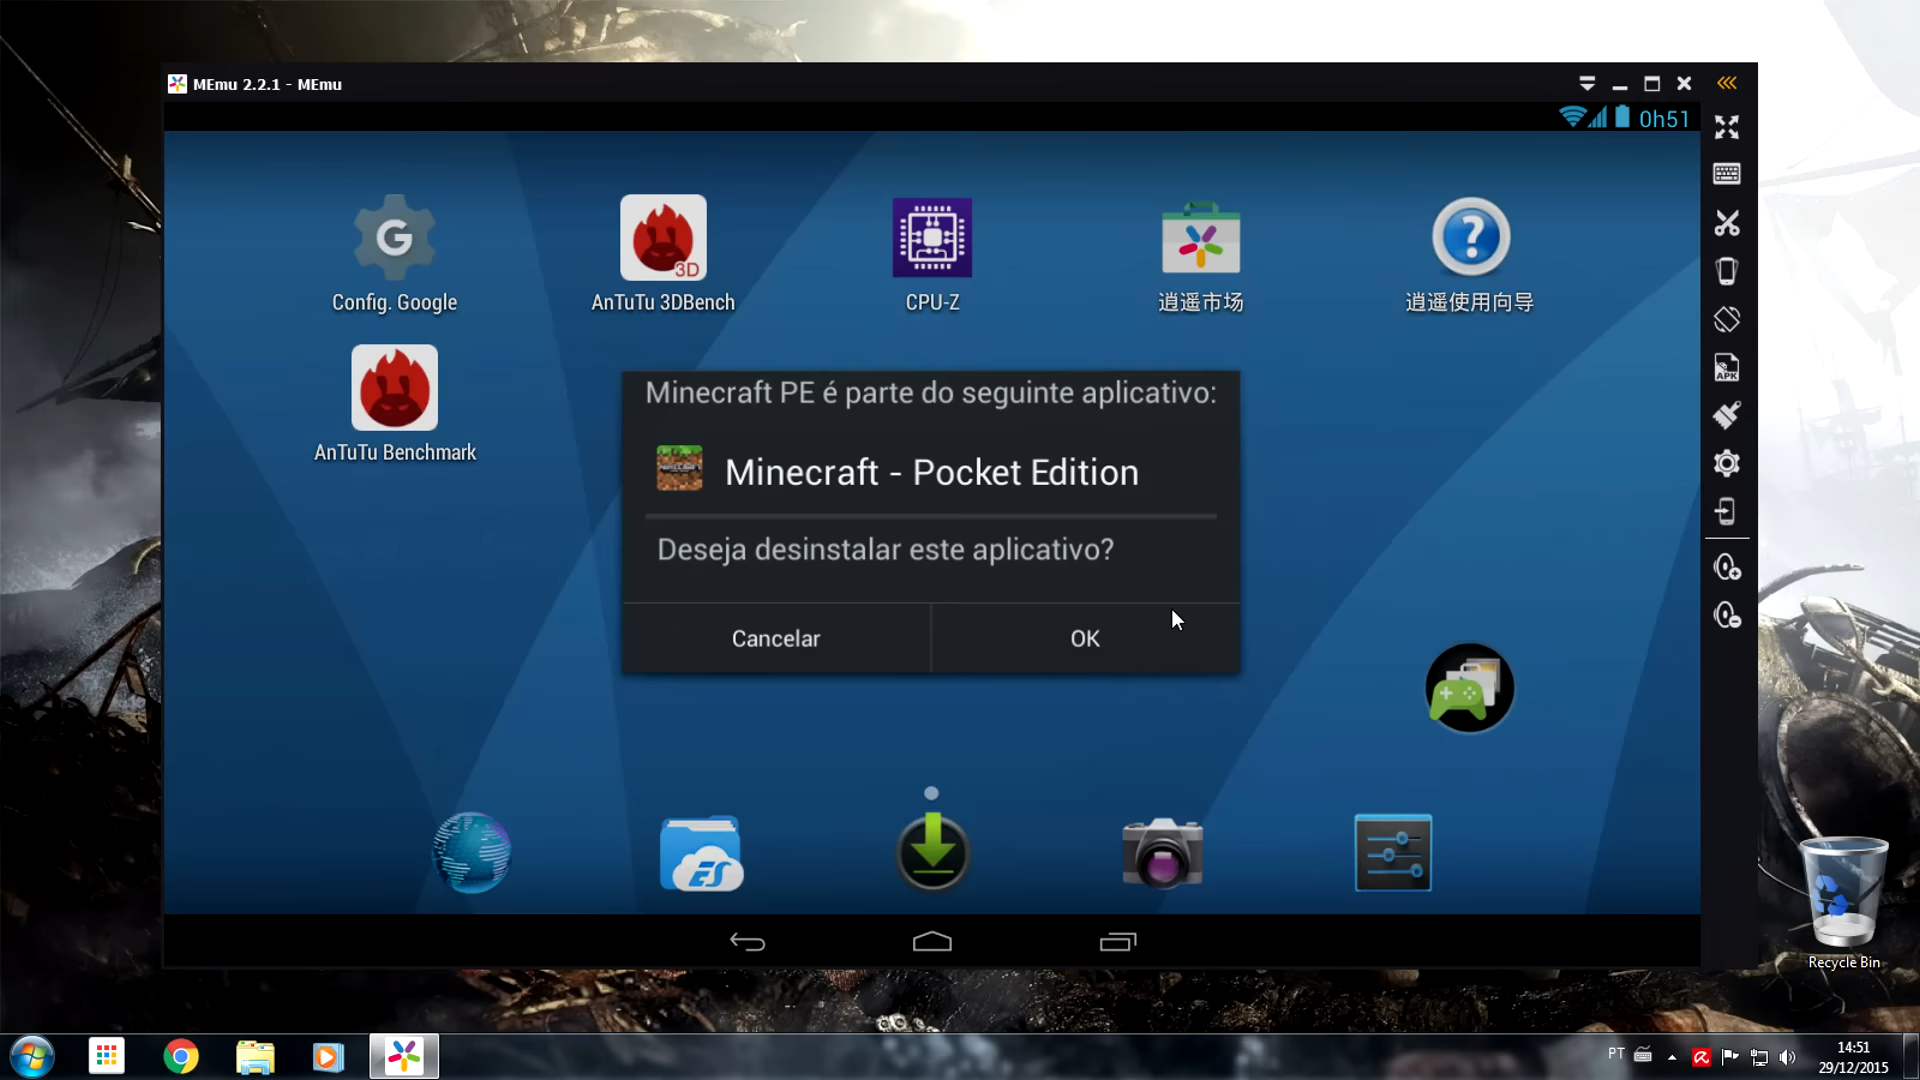 MEmu 2.2.1 - MEmu
0h51
Config. Google
AnTuTu 3DBench
CPU-Z
逍遥市场
逍遥使用向导
AnTuTu Benchmark
Minecraft PE é parte do seguinte aplicativo:
Minecraft - Pocket Edition
Deseja desinstalar este aplicativo?
Cancelar
OK
3D
G
?
ES
APK
Recycle Bin
PT
14:51
29/12/2015